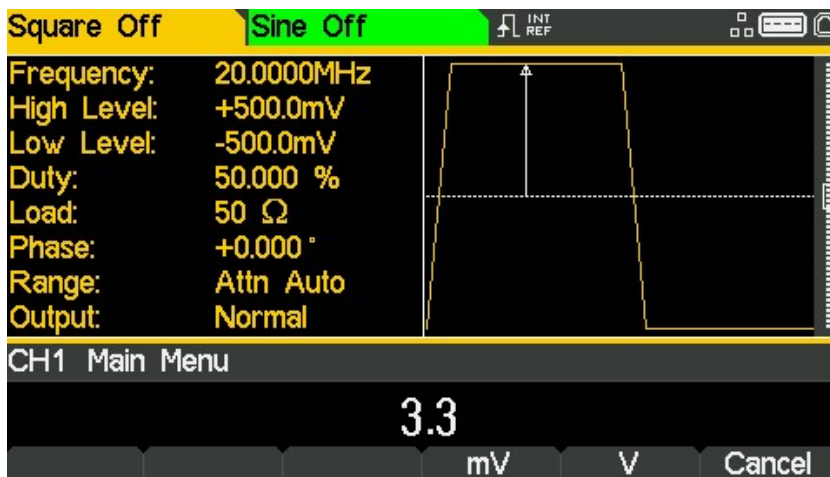 Square Off Sine Off INT REF
Frequency: 20.0000MHz
High Level: +500.0mV
Low Level: -500.0mV
Duty: 50.000 %
Load: 50 Ω
Phase: +0.000 °
Range: Attn Auto
Output: Normal
CH1 Main Menu
3.3
mV V Cancel